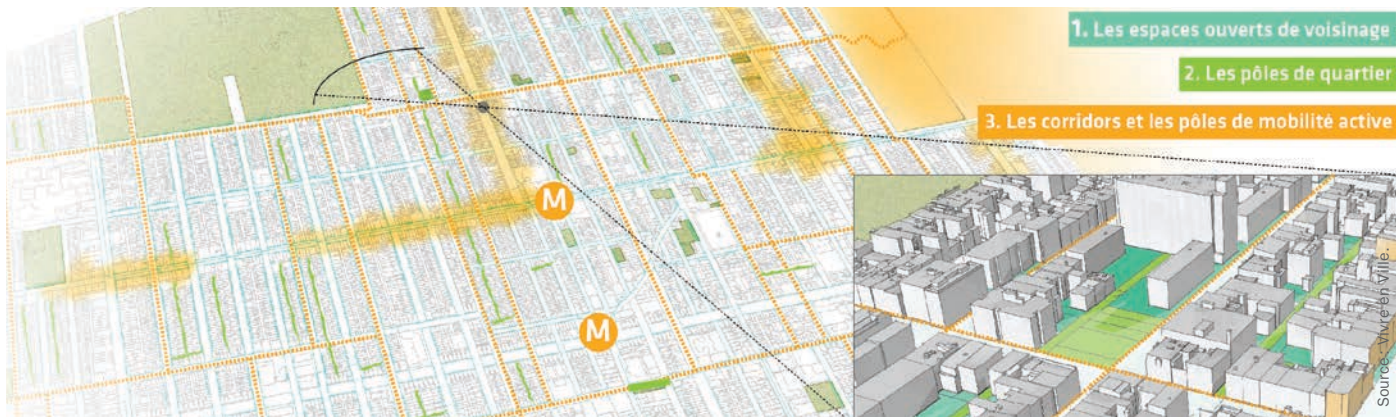 1. Les espaces ouverts de voisinage
2. Les pôles de quartier
3. Les corridors et les pôles de mobilité active
M
M
Source : Vivre en Ville.